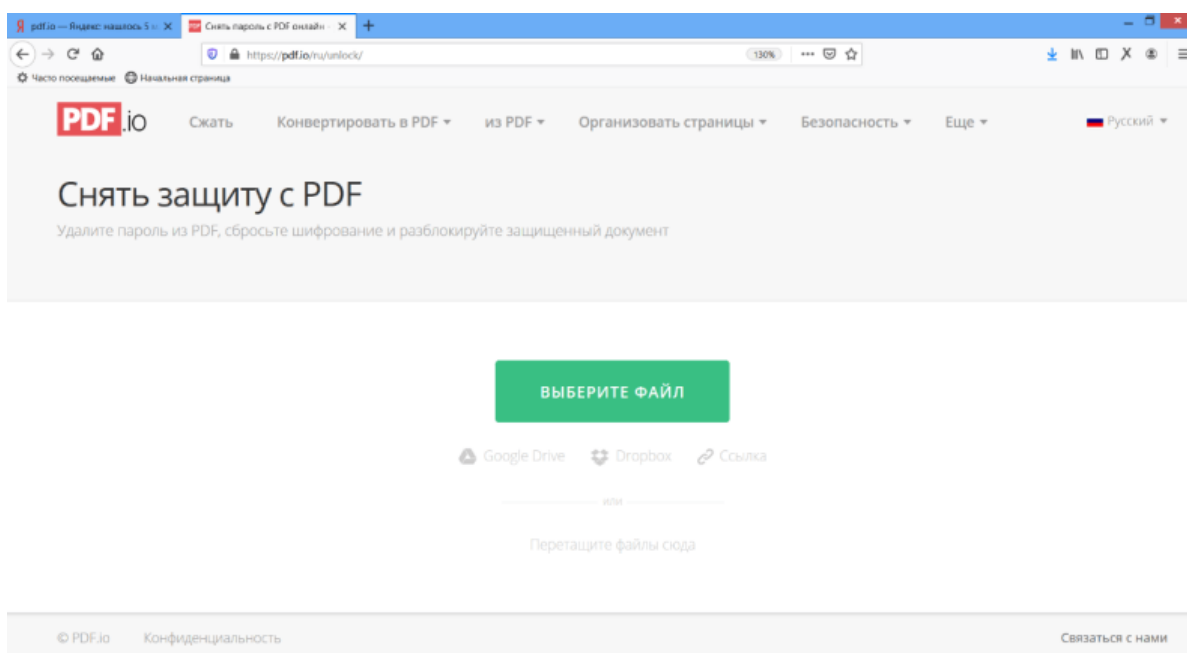 pdf.io — Яндекс: нашлось 5
Снять пароль с PDF онлайн -
https://pdf.io/ru/unlock/
130%
Часто посещаемые Начальная страница
PDF.io Сжать Конвертировать в PDF из PDF Организовать страницы Безопасность Еще Русский
Снять защиту с PDF
Удалите пароль из PDF, сбросьте шифрование и разблокируйте защищенный документ
ВЫБЕРИТЕ ФАЙЛ
Google Drive Dropbox Ссылка
или
Перетащите файлы сюда
© PDF.io Конфиденциальность Связаться с нами